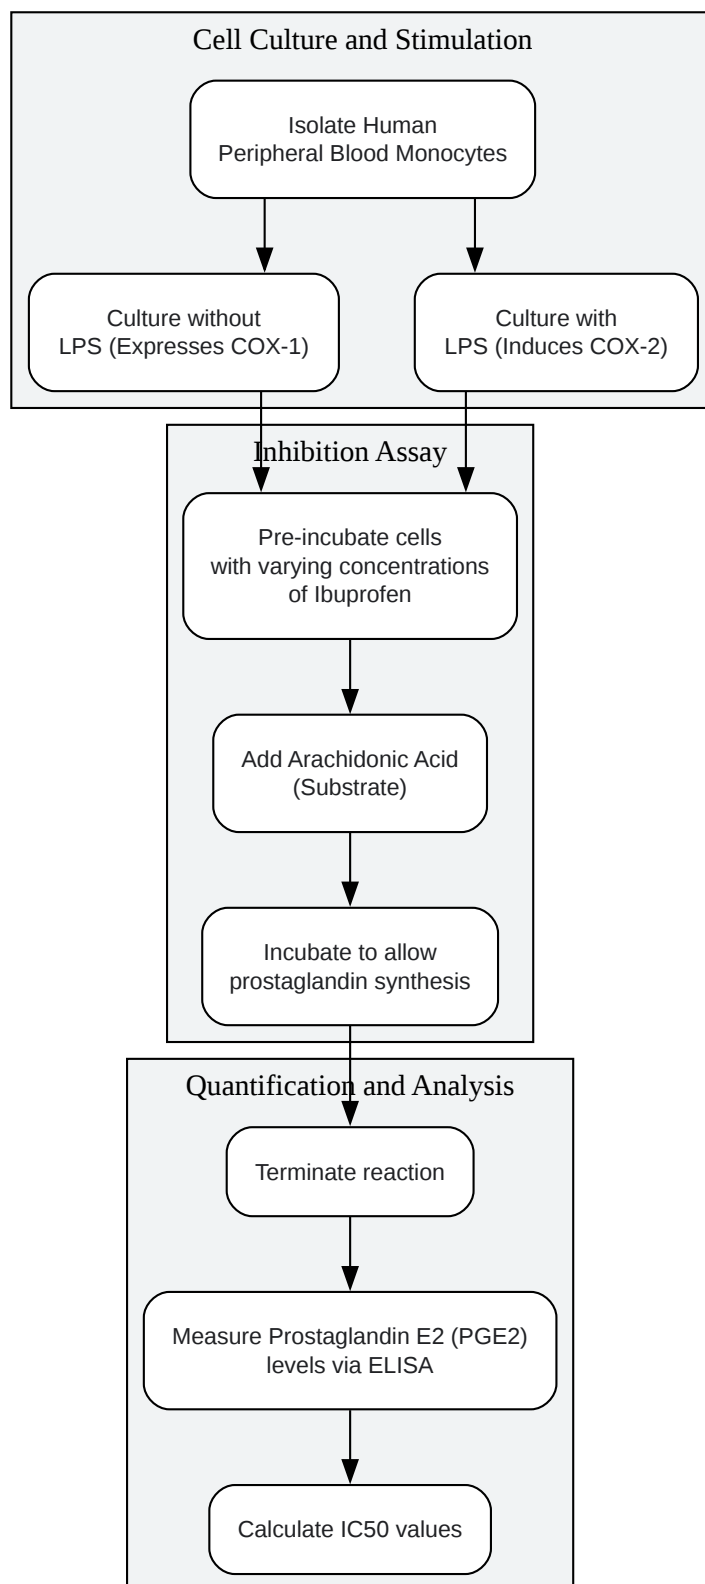 Cell Culture and Stimulation
Isolate Human
Peripheral Blood Monocytes
Culture without
LPS (Expresses COX-1)
Culture with
LPS (Induces COX-2)
Inhibition Assay
Pre-incubate cells
with varying concentrations
of Ibuprofen
Add Arachidonic Acid
(Substrate)
Incubate to allow
prostaglandin synthesis
Quantification and Analysis
Terminate reaction
Measure Prostaglandin E2 (PGE2)
levels via ELISA
Calculate IC50 values